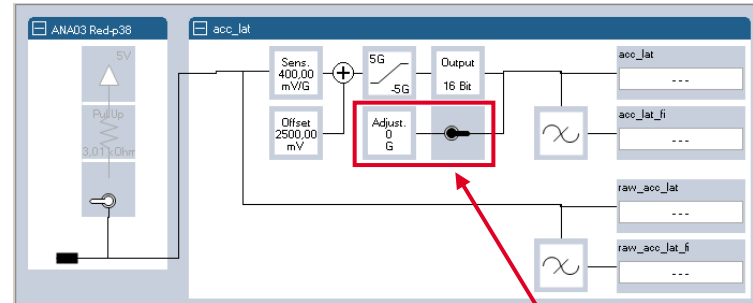 ANA03 Red-p38
5V
PullUp
3,01 kOhm
acc_lat
Sens.
400,00
mV/G
Offset
2500,00
mV
5G
-5G
Output
16 Bit
Adjust.
0
G
acc_lat
---
acc_lat_fi
---
raw_acc_lat
---
raw_acc_lat_fi
---